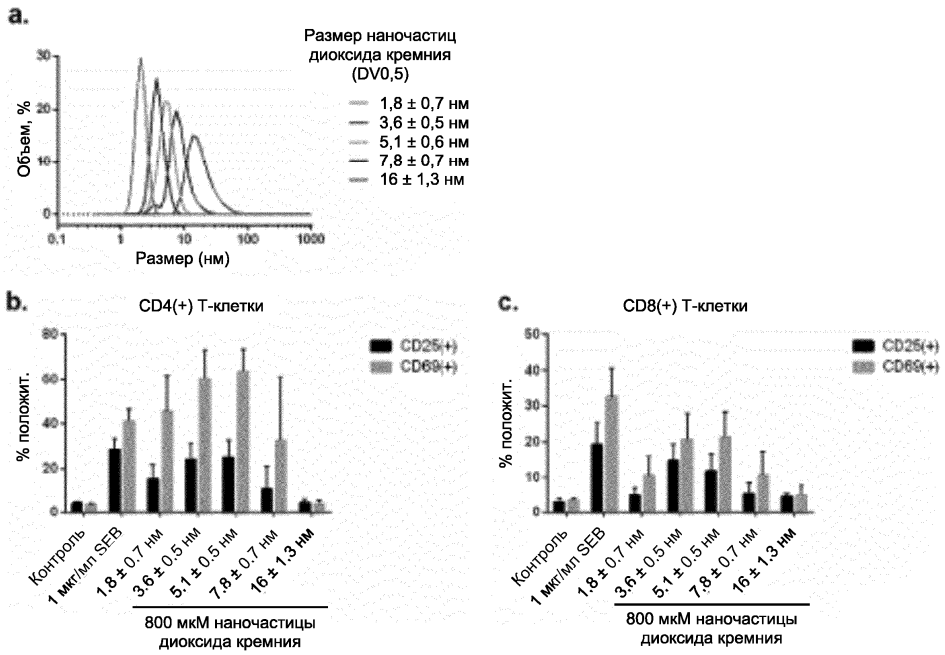 a.
Размер наночастиц
диоксида кремния
(DV0,5)
1,8 ± 0,7 нм
3,6 ± 0,5 нм
5,1 ± 0,6 нм
7,8 ± 0,7 нм
16 ± 1,3 нм
Объем, %
30
20
10
0
0.1
1
10
100
1000
Размер (нм)
b.
CD4(+) Т-клетки
% положит.
80
60
40
20
0
CD25(+)
CD69(+)
Контроль
1 мкг/мл SEB
1,8 ± 0.7 нм
3.6 ± 0.5 нм
5.1 ± 0.5 нм
7,8 ± 0.7 нм
16 ± 1.3 нм
800 мкМ наночастицы
диоксида кремния
c.
CD8(+) Т-клетки
% положит.
50
40
30
20
10
0
CD25(+)
CD69(+)
Контроль
1 мкг/мл SEB
1.8 ± 0.7 нм
3.6 ± 0.5 нм
5.1 ± 0.5 нм
7,8 ± 0.7 нм
16 ± 1.3 нм
800 мкМ наночастицы
диоксида кремния